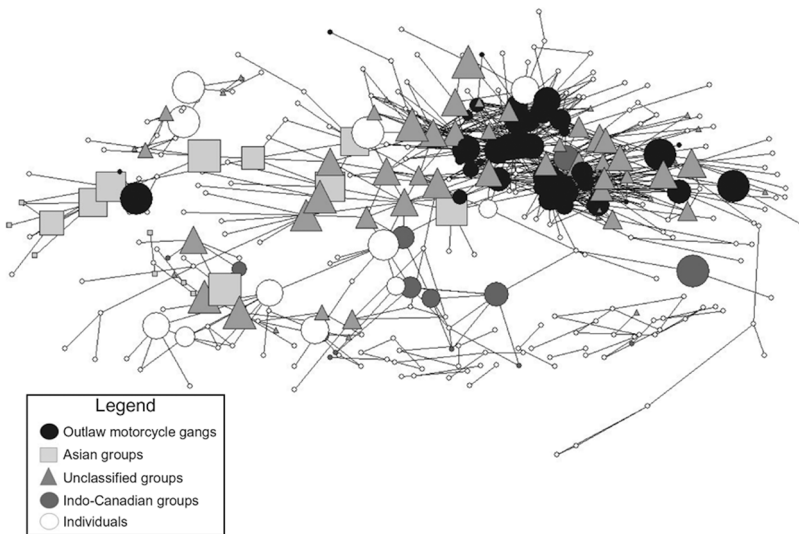 Legend
Outlaw motorcycle gangs
Asian groups
Unclassified groups
Indo-Canadian groups
Individuals